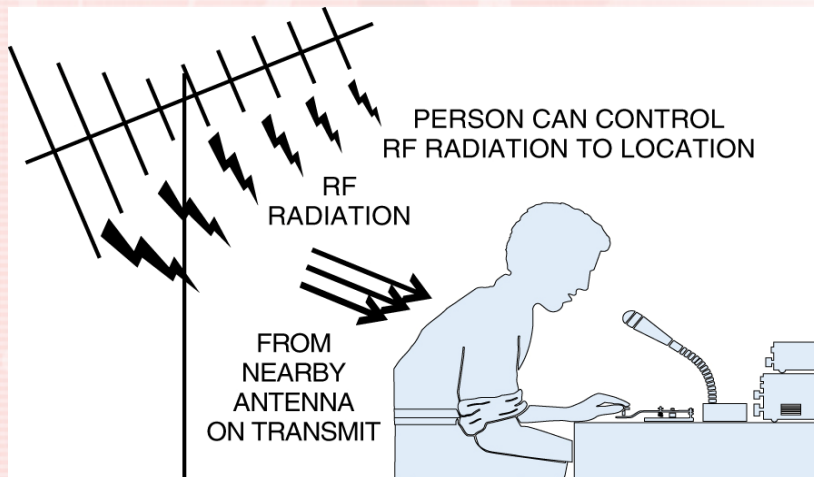 PERSON CAN CONTROL
RF RADIATION TO LOCATION
RF
RADIATION
FROM
NEARBY
ANTENNA
ON TRANSMIT